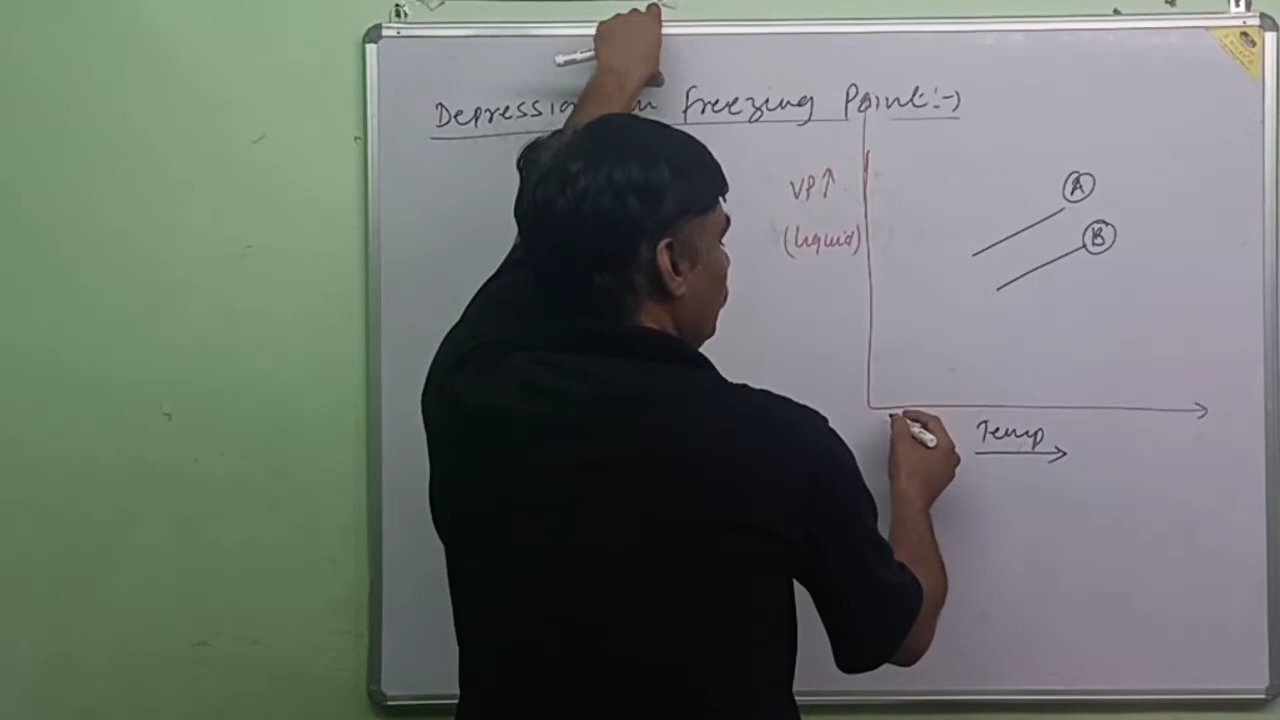 Depression in freezing Point:-)
VP↑
(liquid)
A
B
Temp